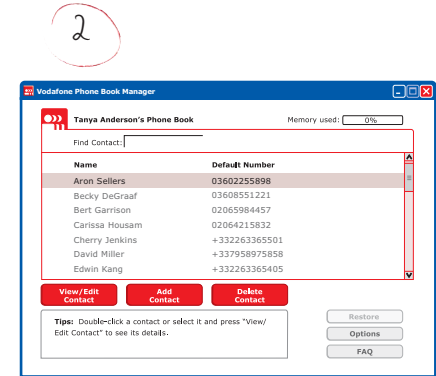 2
Vodafone Phone Book Manager
Tanya Anderson's Phone Book
Memory used: 0%
Find Contact:
Name Default Number
Aron Sellers 03602255898
Becky DeGraaf 03608551221
Bert Garrison 02065984457
Carissa Housam 02064215832
Cherry Jenkins +332263365501
David Miller +337958975858
Edwin Kang +332263365405
View/Edit Contact
Add Contact
Delete Contact
Tips: Double-click a contact or select it and press "View/
Edit Contact" to see its details.
Restore
Options
FAQ